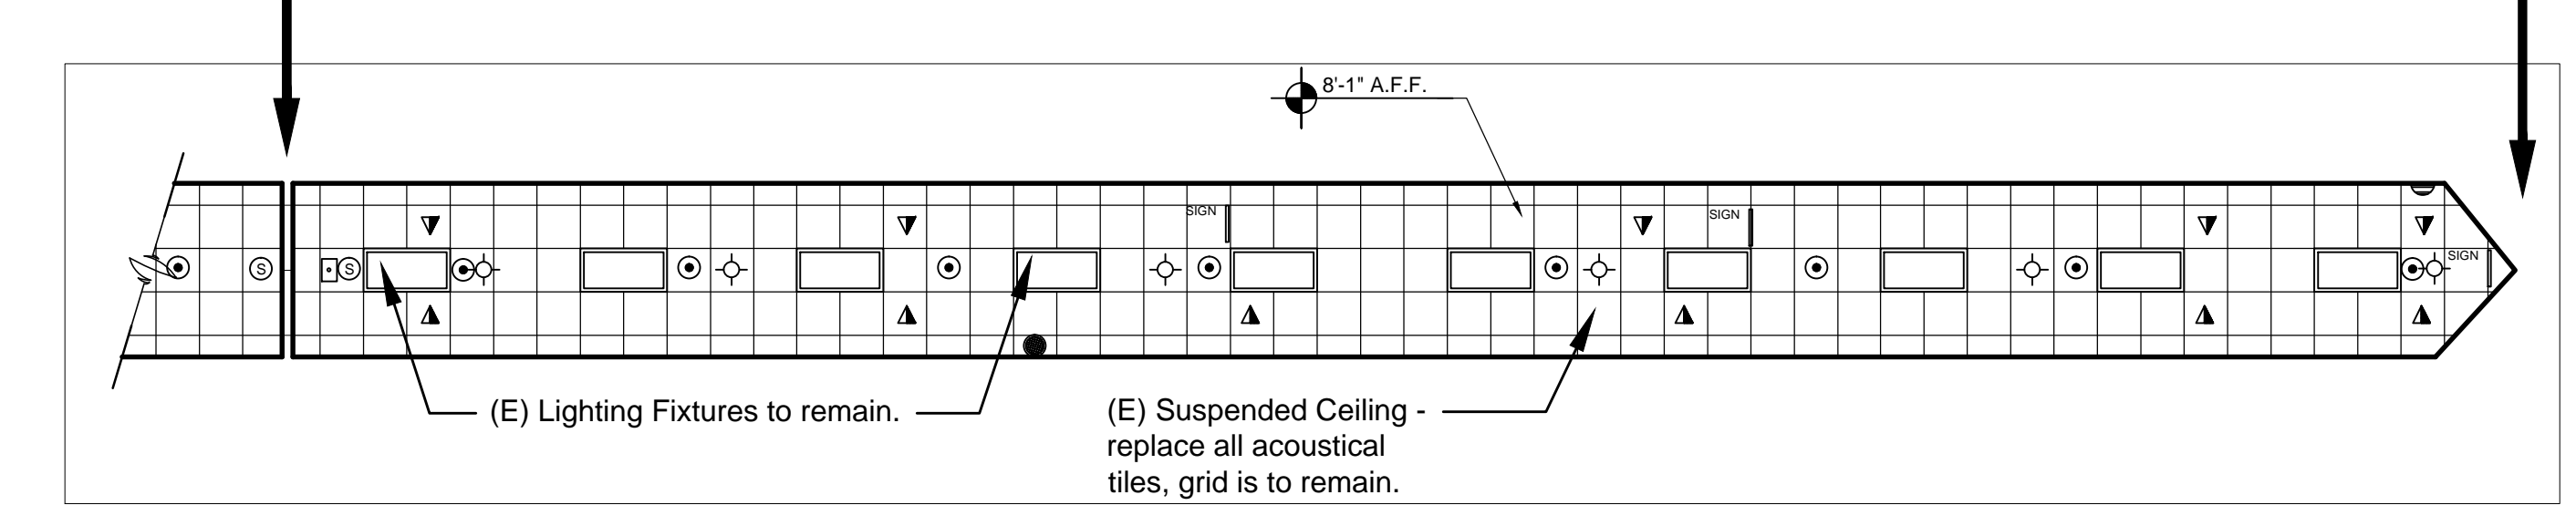 8'-1" A.F.F.
SIGN
SIGN
S
S
SIGN
(E) Lighting Fixtures to remain.
(E) Suspended Ceiling -
replace all acoustical
tiles, grid is to remain.